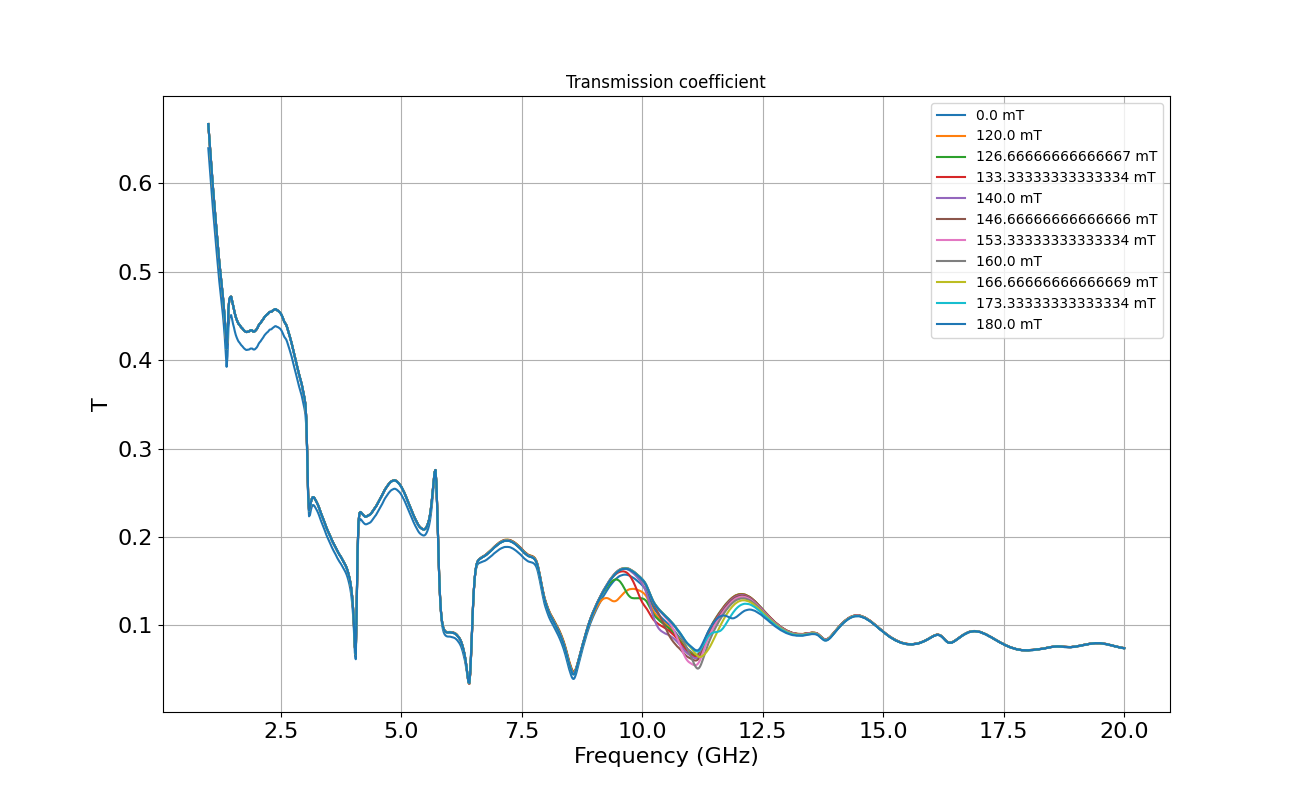 Transmission coefficient
0.0 mT
120.0 mT
126.66666666666667 mT
133.33333333333334 mT
140.0 mT
146.66666666666666 mT
153.33333333333334 mT
160.0 mT
166.66666666666669 mT
173.33333333333334 mT
180.0 mT
0.6
0.5
0.4
0.3
0.2
0.1
T
2.5 5.0 7.5 10.0 12.5 15.0 17.5 20.0
Frequency (GHz)